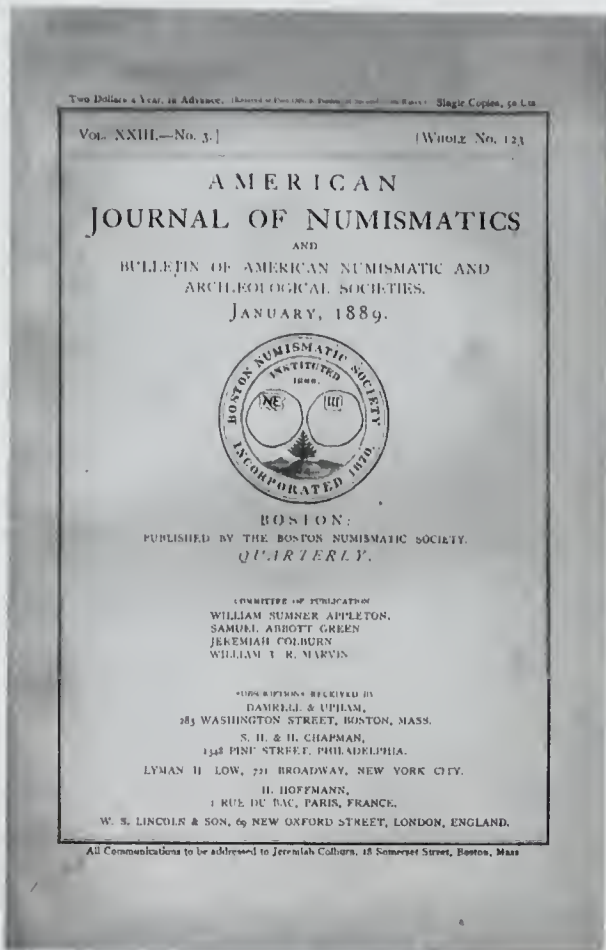 Two Dollars a Year, in Advance. Single Copies, 50 Cts
VOL. XXIII.—No. 3.] [WHOLE No. 123
AMERICAN
JOURNAL OF NUMISMATICS
AND
BULLETIN OF AMERICAN NUMISMATIC AND
ARCHÆOLOGICAL SOCIETIES.
JANUARY, 1889.
BOSTON NUMISMATIC SOCIETY
INSTITUTED
1860.
NE III
INCORPORATED 1870.
BOSTON:
PUBLISHED BY THE BOSTON NUMISMATIC SOCIETY.
QUARTERLY.
COMMITTEE OF PUBLICATION
WILLIAM SUMNER APPLETON,
SAMUEL ABBOTT GREEN
JEREMIAH COLBURN
WILLIAM T. R. MARVIN
SUBSCRIPTIONS RECEIVED BY
DAMRELL & UPHAM,
283 WASHINGTON STREET, BOSTON, MASS.
S. H. & H. CHAPMAN,
1348 PINE STREET, PHILADELPHIA.
LYMAN H LOW, 721 BROADWAY, NEW YORK CITY.
H. HOFFMANN,
1 RUE DU BAC, PARIS, FRANCE.
W. S. LINCOLN & SON, 69 NEW OXFORD STREET, LONDON, ENGLAND.
All Communications to be addressed to Jeremiah Colburn, 18 Somerset Street, Boston, Mass